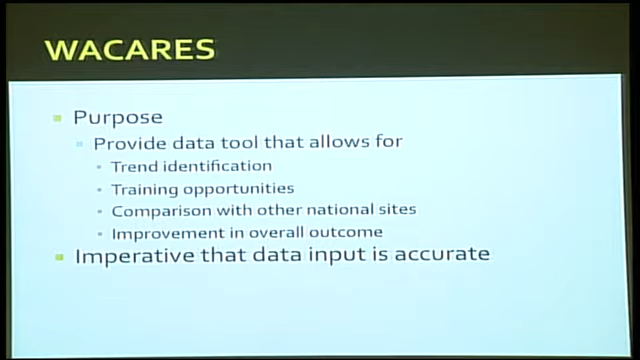 WACARES
Purpose
Provide data tool that allows for
Trend identification
Training opportunities
Comparison with other national sites
Improvement in overall outcome
Imperative that data input is accurate